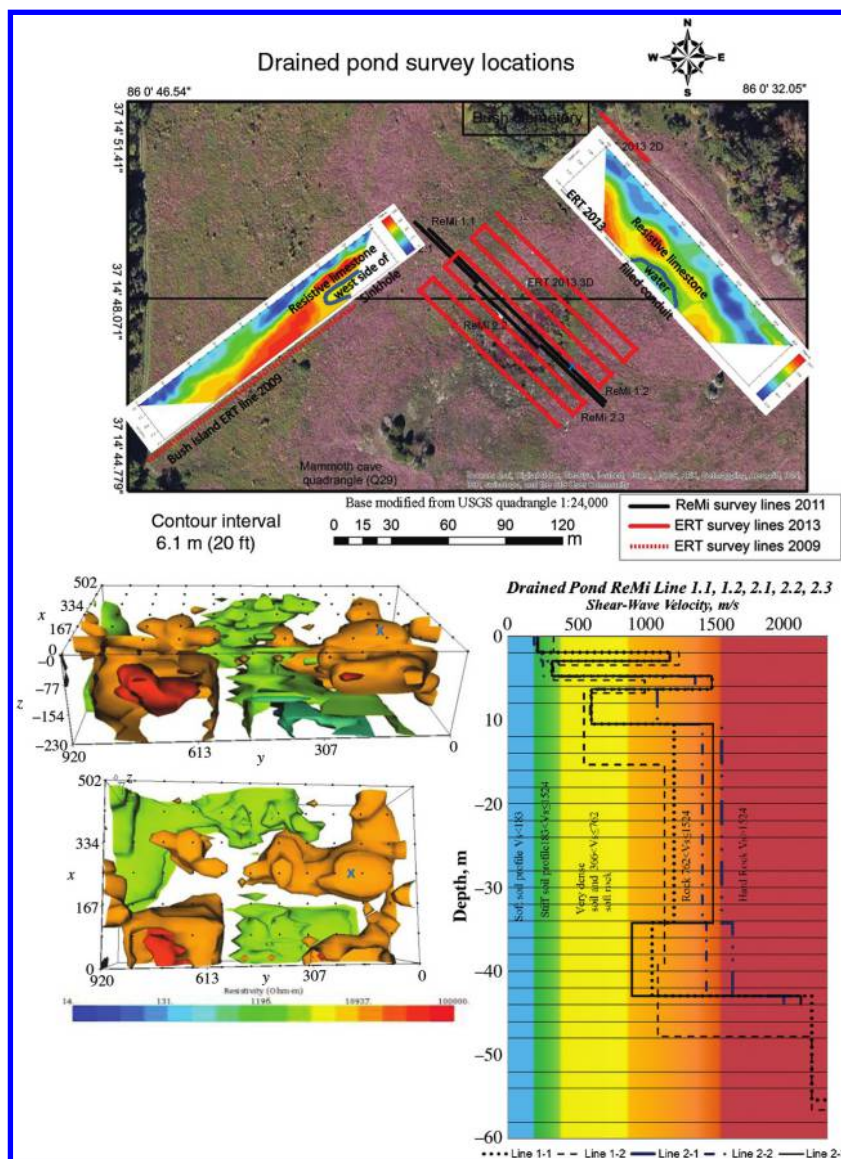 N
W E
S
Drained pond survey locations
86 0' 46.54" 86 0' 32.05"
37 14' 51.41"
37 14' 48.071"
37 14' 44.779"
Bush cemetery
2013 2D
ReMi 1.1
ERT 2013
Resistive limestone
water
filled conduit
Resistive limestone
west side of
Sinkhole
ERT 2013 3D
ReMi 2.2
ReMi 1.2
ReMi 2.3
Bush island ERT line 2009
Mammoth cave
quadrangle (Q29)
Base modified from USGS quadrangle 1:24,000
Contour interval
6.1 m (20 ft)
0 15 30 60 90 120
m
ReMi survey lines 2011
ERT survey lines 2013
ERT survey lines 2009
502
334
167
x
−0
−77
−154
−230
z
920 613 y 307 0
X
502
334
x
167
0
z
X
920 613 y 307 0
Resistivity (Ohm-m)
14. 131. 1195. 10937. 100000.
Drained Pond ReMi Line 1.1, 1.2, 2.1, 2.2, 2.3
Shear-Wave Velocity, m/s
0 500 1000 1500 2000
0
10
−20
−30
−40
−50
−60
Depth, m
Soft soil profile Vs<183
Stiff soil profile183<Vs≤1524
Very dense
soil and 366<Vs≤762
soft rock
Rock 762<Vs≤1524
Hard Rock Vs>1524
Line 1-1 Line 1-2 Line 2-1 Line 2-2 Line 2-